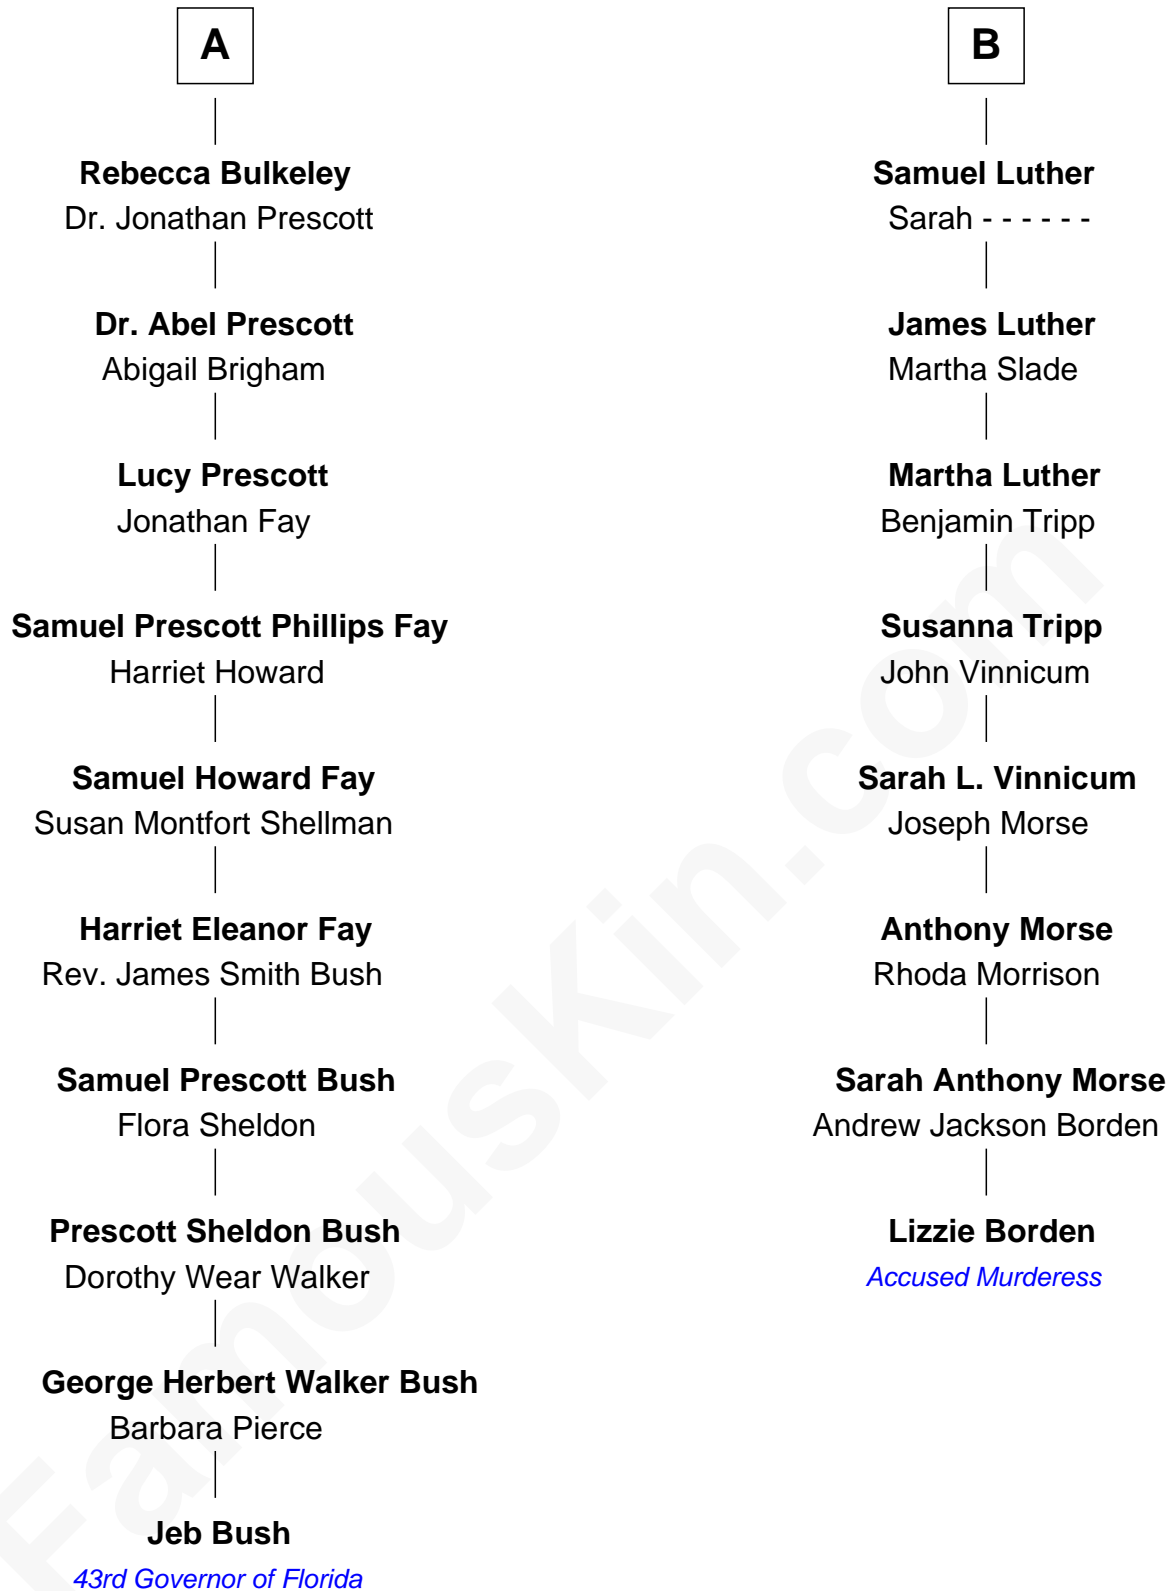 A
Rebecca Bulkeley
Dr. Jonathan Prescott
Dr. Abel Prescott
Abigail Brigham
Lucy Prescott
Jonathan Fay
Samuel Prescott Phillips Fay
Harriet Howard
Samuel Howard Fay
Susan Montfort Shellman
Harriet Eleanor Fay
Rev. James Smith Bush
Samuel Prescott Bush
Flora Sheldon
Prescott Sheldon Bush
Dorothy Wear Walker
George Herbert Walker Bush
Barbara Pierce
Jeb Bush
43rd Governor of Florida
B
Samuel Luther
Sarah - - - - - -
James Luther
Martha Slade
Martha Luther
Benjamin Tripp
Susanna Tripp
John Vinnicum
Sarah L. Vinnicum
Joseph Morse
Anthony Morse
Rhoda Morrison
Sarah Anthony Morse
Andrew Jackson Borden
Lizzie Borden
Accused Murderess
FamousKin.com